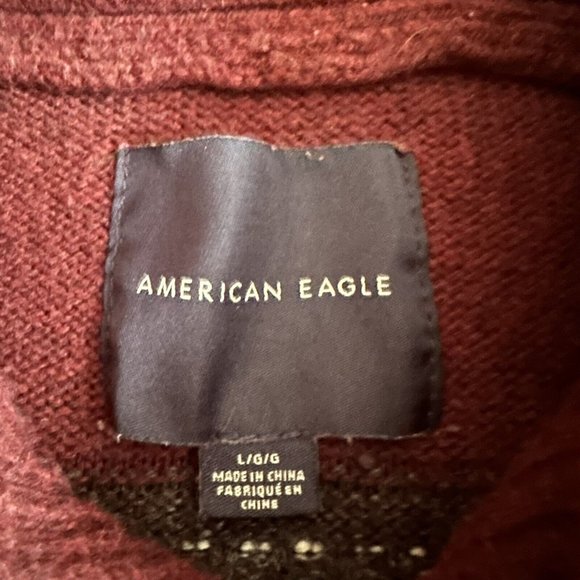 AMERICAN EAGLE
L/G/G
MADE IN CHINA
FABRIQUÉ EN
CHINE